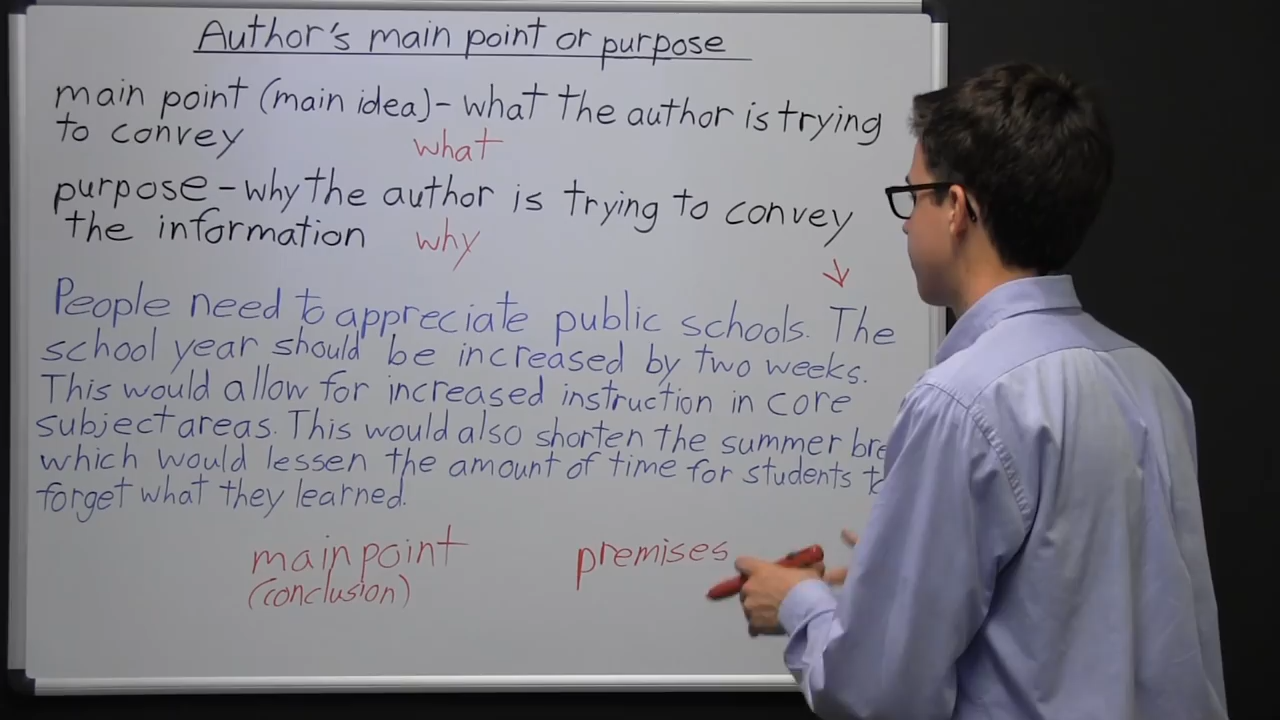 Author's main point or purpose
main point (main idea)- what the author is trying
to convey
what
purpose - why the author is trying to convey
the information
why
People need to appreciate public schools. The
school year should be increased by two weeks.
This would allow for increased instruction in core
subject areas. This would also shorten the summer
which would lessen the amount of time for students
forget what they learned.
main point
(conclusion)
premises